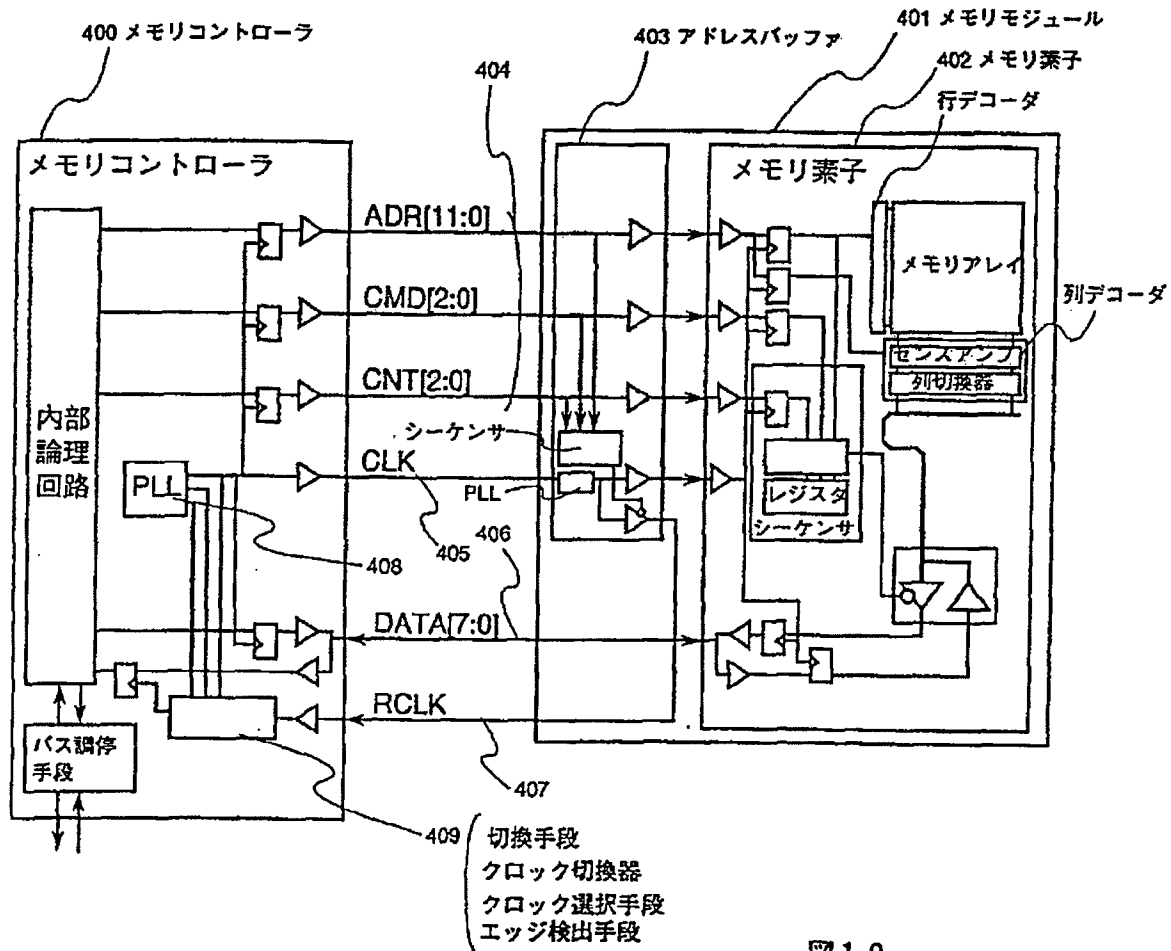 400 メモリコントローラ
403 アドレスバッファ
401 メモリモジュール
402 メモリ素子
行デコーダ
404
メモリコントローラ
メモリ素子
ADR[11:0]
メモリアレイ
CMD[2:0]
列デコーダ
センスアンプ
列切換器
CNT[2:0]
内部
論理
回路
シーケンサ
PLL
CLK
PLL
レジスタ
シーケンサ
405
406
408
DATA[7:0]
RCLK
バス調停
手段
407
409
切換手段
クロック切換器
クロック選択手段
エッジ検出手段